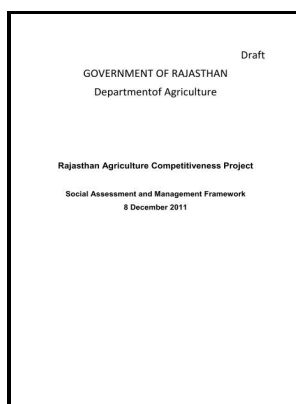 Draft
GOVERNMENT OF RAJASTHAN
Departmentof Agriculture
Rajasthan Agriculture Competitiveness Project
Social Assessment and Management Framework
8 December 2011